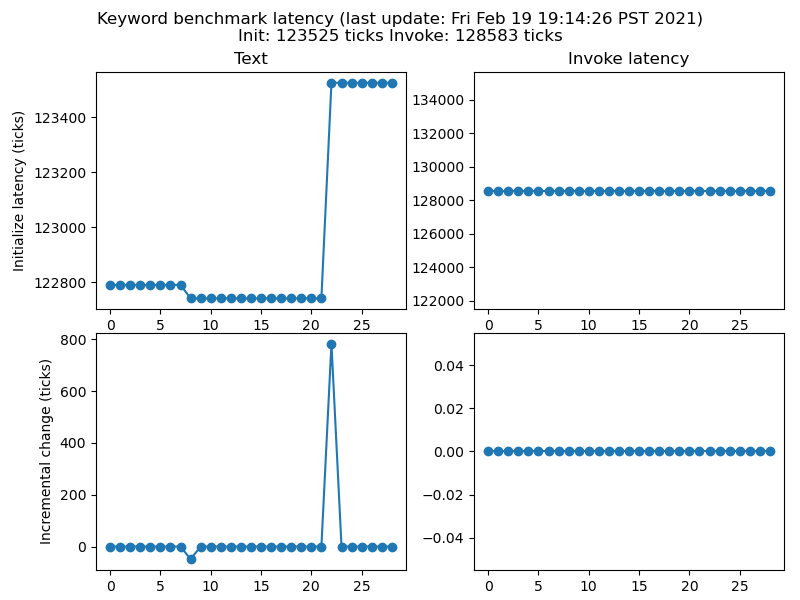 Keyword benchmark latency (last update: Fri Feb 19 19:14:26 PST 2021)
Init: 123525 ticks Invoke: 128583 ticks
Text
Invoke latency
Initialize latency (ticks)
123400
123200
123000
122800
0 5 10 15 20 25
134000
132000
130000
128000
126000
124000
122000
0 5 10 15 20 25
Incremental change (ticks)
800
600
400
200
0
0 5 10 15 20 25
0.04
0.02
0.00
−0.02
−0.04
0 5 10 15 20 25